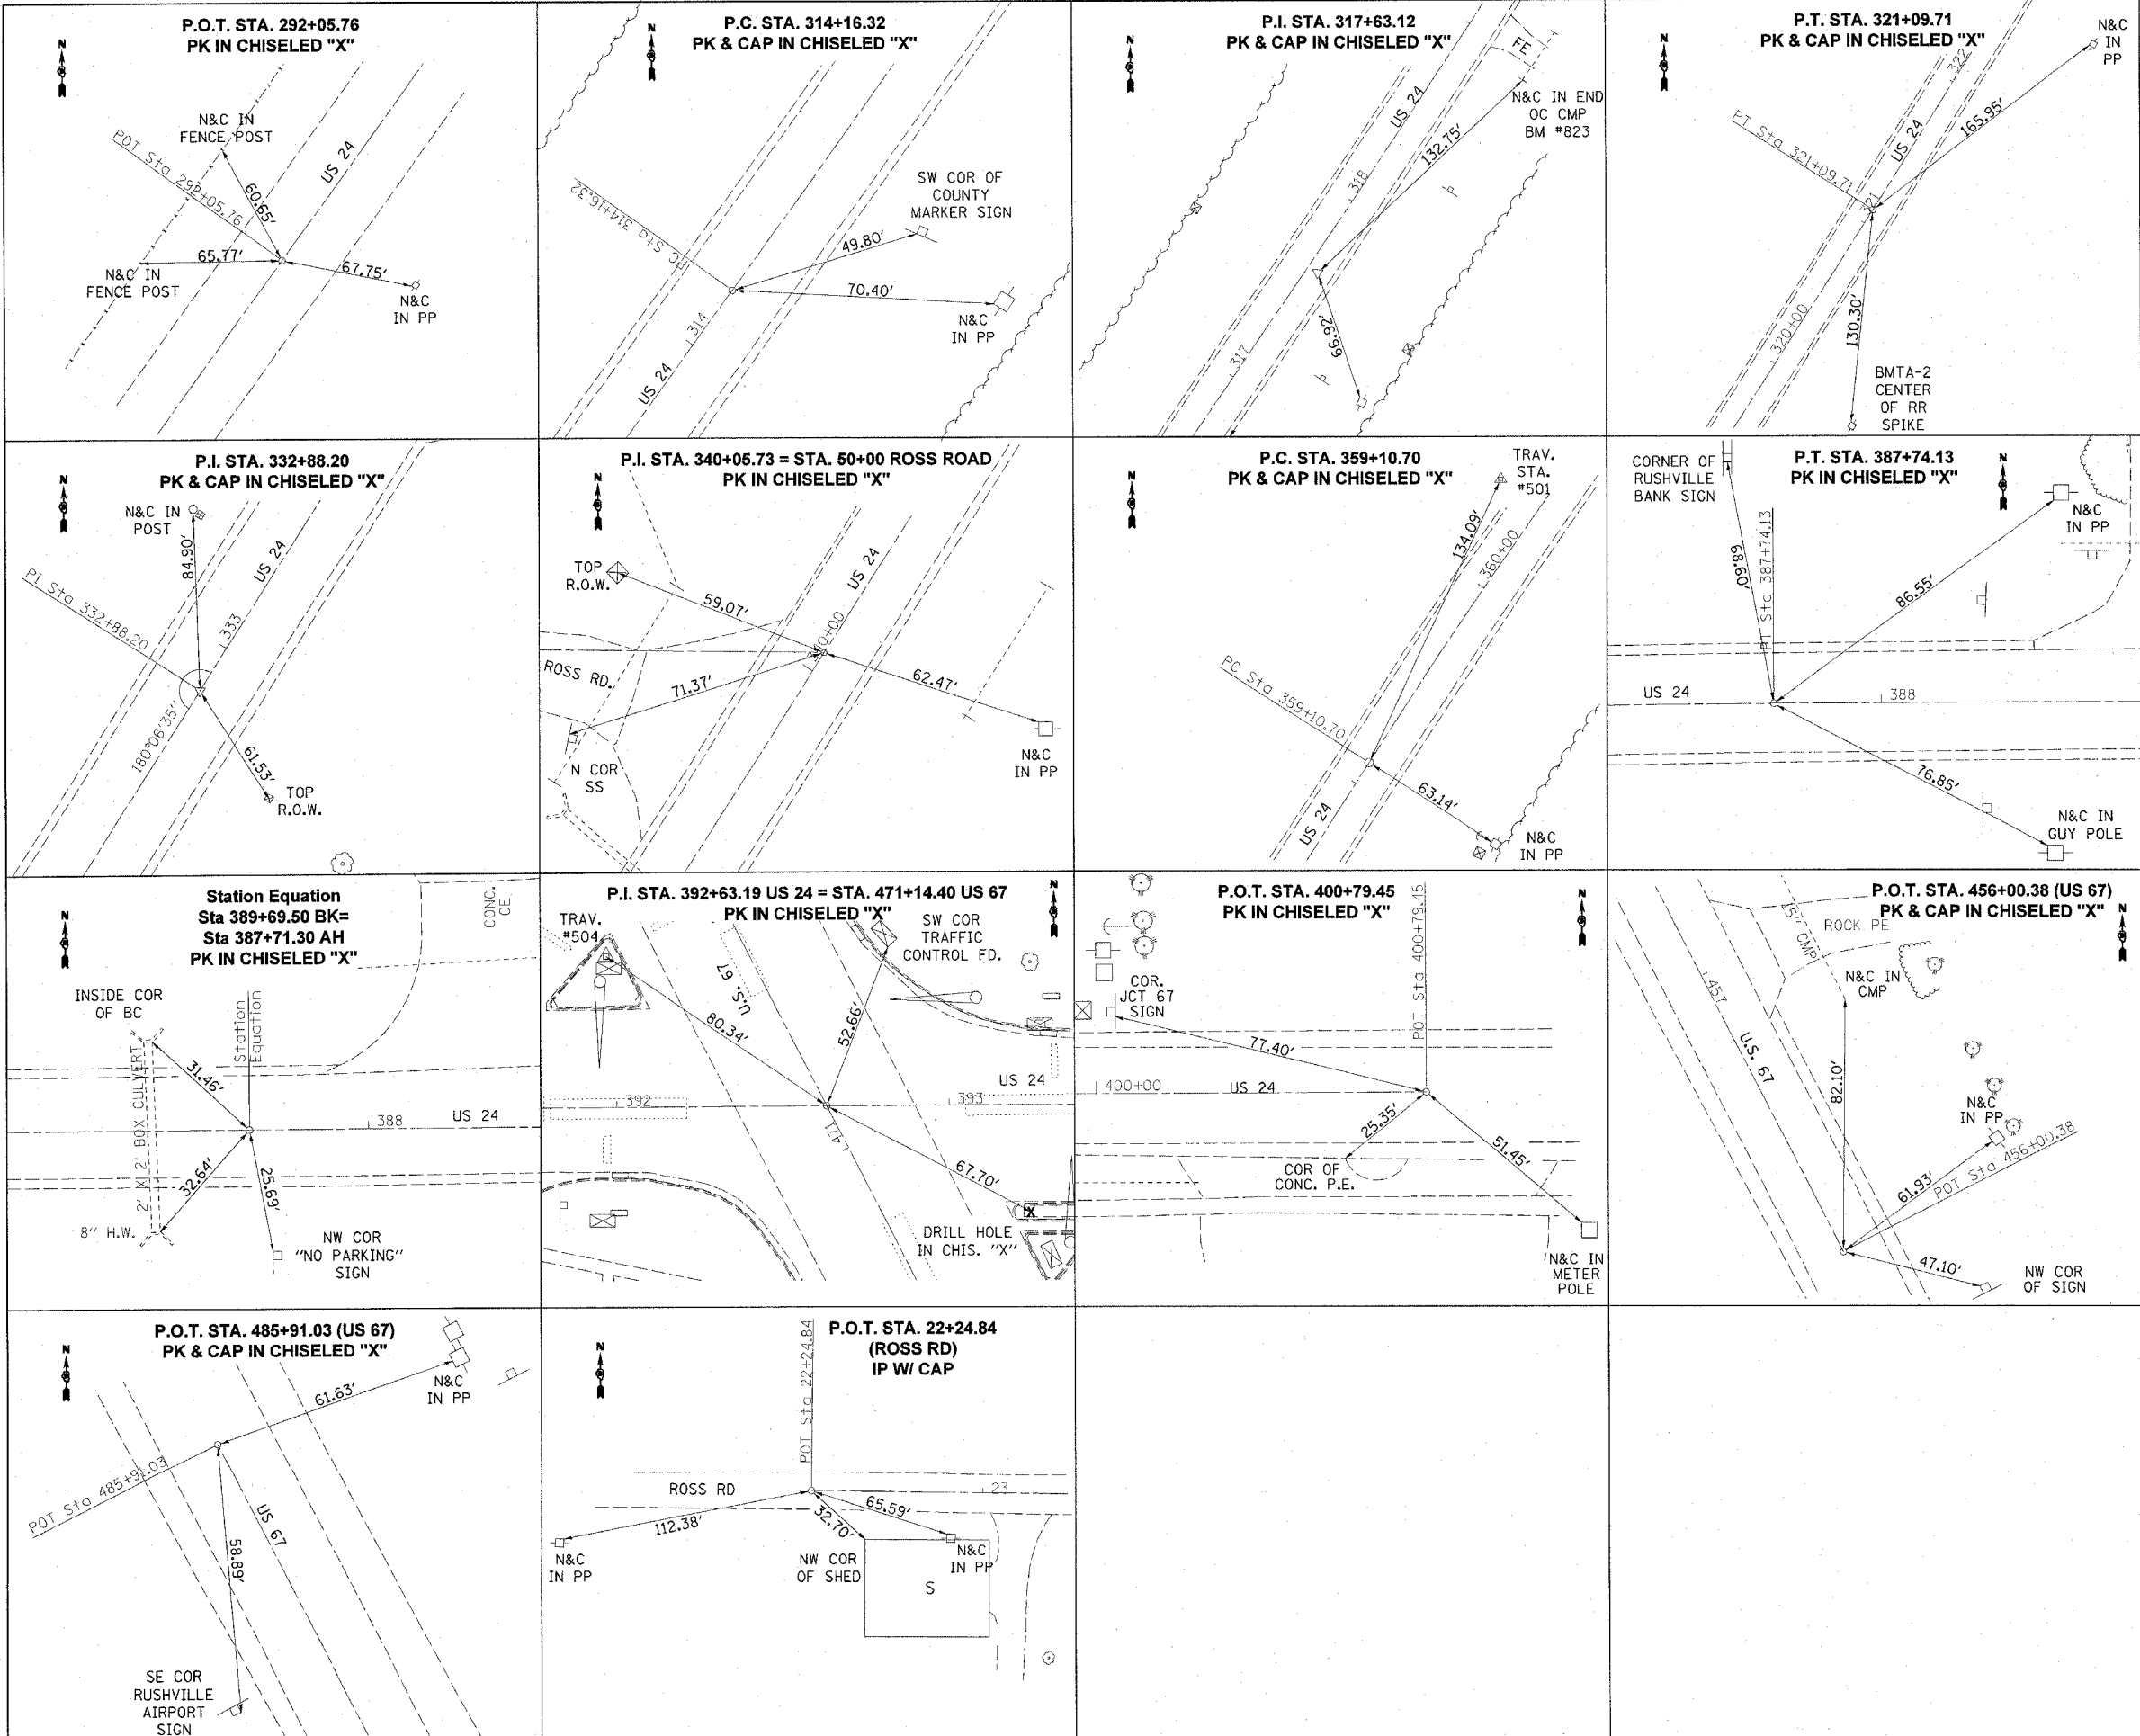 P.O.T. STA. 292+05.76
PK IN CHISELED "X"
N
N&C IN
FENCE POST
POT Sta 292+05.76
60.65'
US 24
65.77'
67.75'
N&C IN
FENCE POST
N&C
IN PP
P.C. STA. 314+16.32
PK & CAP IN CHISELED "X"
N
SW COR OF
COUNTY
MARKER SIGN
PC Sta 314+16.32
49.80'
70.40'
N&C
IN PP
314
US 24
P.I. STA. 317+63.12
PK & CAP IN CHISELED "X"
N
FE
US 24
N&C IN END
OC CMP
BM #823
132.75'
318
66.92'
317
P.T. STA. 321+09.71
PK & CAP IN CHISELED "X"
N
N&C
IN
PP
322
US 24
165.95'
PT Sta 321+09.71
321
320+00
130.30'
BMTA-2
CENTER
OF RR
SPIKE
P.I. STA. 332+88.20
PK & CAP IN CHISELED "X"
N
N&C IN
POST
84.90'
US 24
PI Sta 332+88.20
333
180°06'35"
61.53'
TOP
R.O.W.
P.I. STA. 340+05.73 = STA. 50+00 ROSS ROAD
PK IN CHISELED "X"
N
TOP
R.O.W.
59.07'
US 24
340+00
ROSS RD.
71.37'
62.47'
N COR
SS
N&C
IN PP
P.C. STA. 359+10.70
PK & CAP IN CHISELED "X"
N
TRAV.
STA.
#501
134.09'
360+00
PC Sta 359+10.70
63.14'
US 24
N&C
IN PP
P.T. STA. 387+74.13
PK IN CHISELED "X"
N
CORNER OF
RUSHVILLE
BANK SIGN
N&C
IN PP
68.60'
PT Sta 387+74.13
86.55'
US 24
388
76.85'
N&C IN
GUY POLE
Station Equation
Sta 389+69.50 BK=
Sta 387+71.30 AH
PK IN CHISELED "X"
N
CONC.
CE
INSIDE COR
OF BC
Station
Equation
2' X 2' BOX CULVERT
31.46'
388
US 24
32.64'
25.69'
8" H.W.
NW COR
"NO PARKING"
SIGN
P.I. STA. 392+63.19 US 24 = STA. 471+14.40 US 67
PK IN CHISELED "X"
N
TRAV.
#504
SW COR
TRAFFIC
CONTROL FD.
U.S. 67
80.34'
52.66'
US 24
392
393
471
67.70'
X
DRILL HOLE
IN CHIS. "X"
P.O.T. STA. 400+79.45
PK IN CHISELED "X"
N
POT Sta 400+79.45
COR.
JCT 67
SIGN
77.40'
400+00
US 24
25.35'
51.45'
COR OF
CONC. P.E.
N&C IN
METER
POLE
P.O.T. STA. 456+00.38 (US 67)
PK & CAP IN CHISELED "X"
N
15" CMP
ROCK PE
N&C IN
CMP
457
U.S. 67
82.10'
N&C
IN PP
61.93'
POT Sta 456+00.38
47.10'
NW COR
OF SIGN
P.O.T. STA. 485+91.03 (US 67)
PK & CAP IN CHISELED "X"
N
61.63'
N&C
IN PP
POT Sta 485+91.03
US 67
58.89'
SE COR
RUSHVILLE
AIRPORT
SIGN
P.O.T. STA. 22+24.84
(ROSS RD)
IP W/ CAP
N
POT Sta 22+24.84
ROSS RD
23
112.38'
32.70'
65.59'
N&C
IN PP
NW COR
OF SHED
N&C
IN PP
S